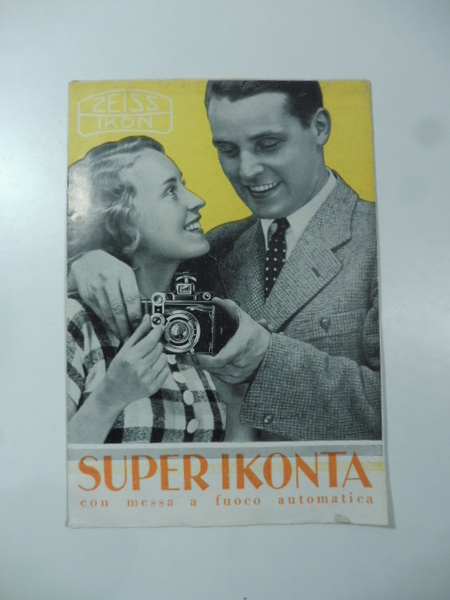 ZEISS
IKON
SUPER IKONTA
con messa a fuoco automatica